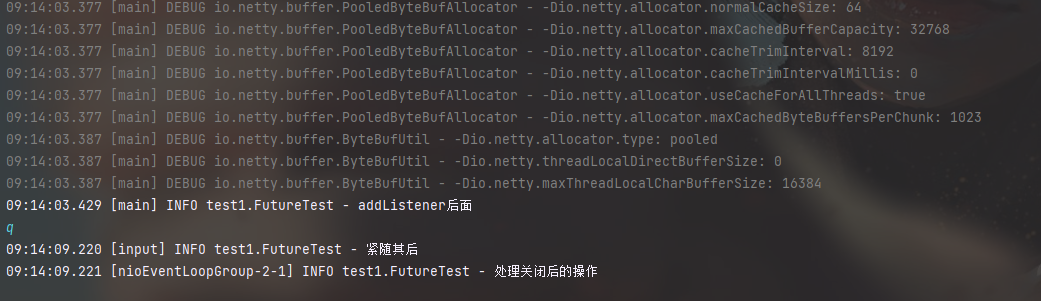 09:14:03.377 [main] DEBUG io.netty.buffer.PooledByteBufAllocator - -Dio.netty.allocator.normalCacheSize: 64
09:14:03.377 [main] DEBUG io.netty.buffer.PooledByteBufAllocator - -Dio.netty.allocator.maxCachedBufferCapacity: 32768
09:14:03.377 [main] DEBUG io.netty.buffer.PooledByteBufAllocator - -Dio.netty.allocator.cacheTrimInterval: 8192
09:14:03.377 [main] DEBUG io.netty.buffer.PooledByteBufAllocator - -Dio.netty.allocator.cacheTrimIntervalMillis: 0
09:14:03.377 [main] DEBUG io.netty.buffer.PooledByteBufAllocator - -Dio.netty.allocator.useCacheForAllThreads: true
09:14:03.377 [main] DEBUG io.netty.buffer.PooledByteBufAllocator - -Dio.netty.allocator.maxCachedByteBuffersPerChunk: 1023
09:14:03.387 [main] DEBUG io.netty.buffer.ByteBufUtil - -Dio.netty.allocator.type: pooled
09:14:03.387 [main] DEBUG io.netty.buffer.ByteBufUtil - -Dio.netty.threadLocalDirectBufferSize: 0
09:14:03.387 [main] DEBUG io.netty.buffer.ByteBufUtil - -Dio.netty.maxThreadLocalCharBufferSize: 16384
09:14:03.429 [main] INFO test1.FutureTest - addListener后面
q
09:14:09.220 [input] INFO test1.FutureTest - 紧随其后
09:14:09.221 [nioEventLoopGroup-2-1] INFO test1.FutureTest - 处理关闭后的操作